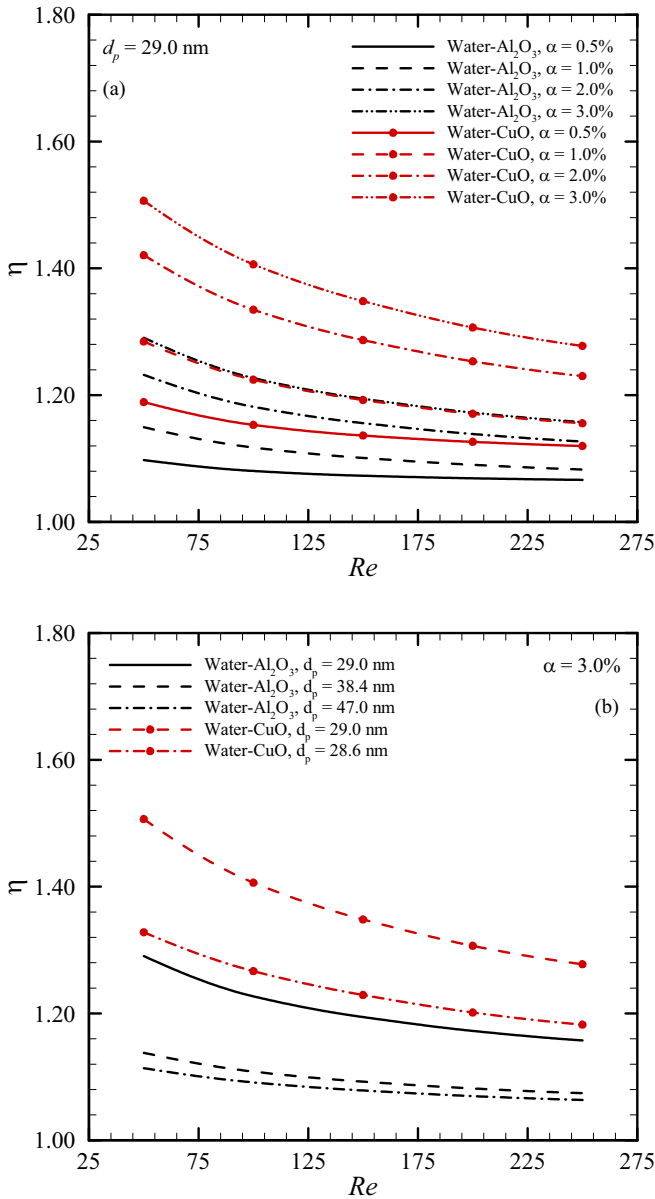 1.80
d_p = 29.0 nm
(a)
Water-Al₂O₃, α = 0.5%
Water-Al₂O₃, α = 1.0%
Water-Al₂O₃, α = 2.0%
Water-Al₂O₃, α = 3.0%
Water-CuO, α = 0.5%
Water-CuO, α = 1.0%
Water-CuO, α = 2.0%
Water-CuO, α = 3.0%
1.60
η
1.40
1.20
1.00
25 75 125 175 225 275
Re
1.80
Water-Al₂O₃, d_p = 29.0 nm
Water-Al₂O₃, d_p = 38.4 nm
Water-Al₂O₃, d_p = 47.0 nm
Water-CuO, d_p = 29.0 nm
Water-CuO, d_p = 28.6 nm
α = 3.0%
(b)
1.60
η
1.40
1.20
1.00
25 75 125 175 225 275
Re